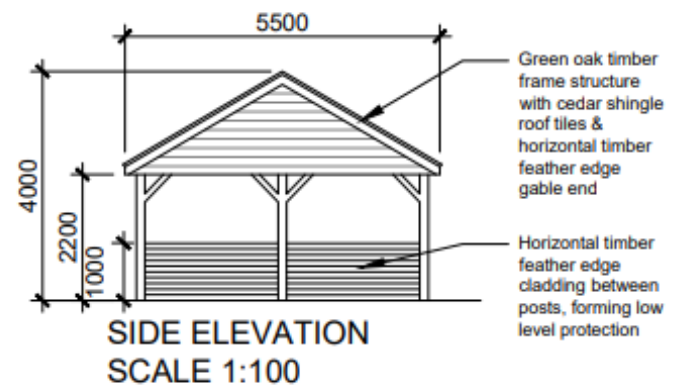 5500
Green oak timber
frame structure
with cedar shingle
roof tiles &
horizontal timber
feather edge
gable end
4000
2200
1000
Horizontal timber
feather edge
cladding between
posts, forming low
level protection
SIDE ELEVATION
SCALE 1:100